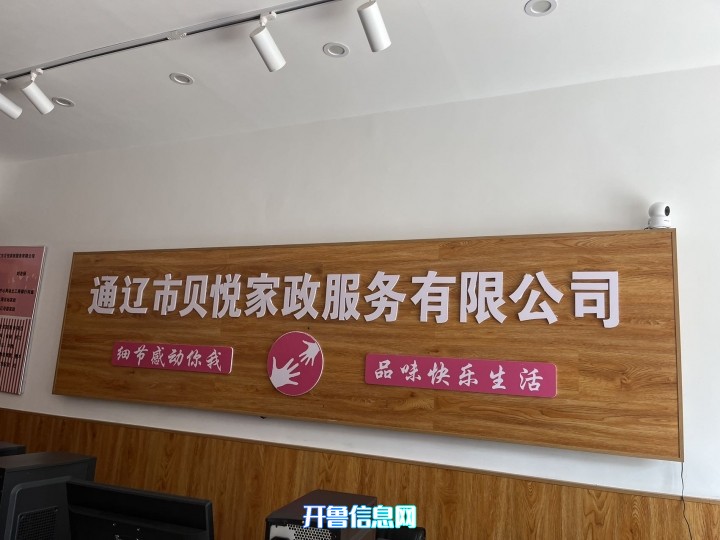 通辽市贝悦家政服务有限公司
细节感动你我
品味快乐生活
开鲁信息网